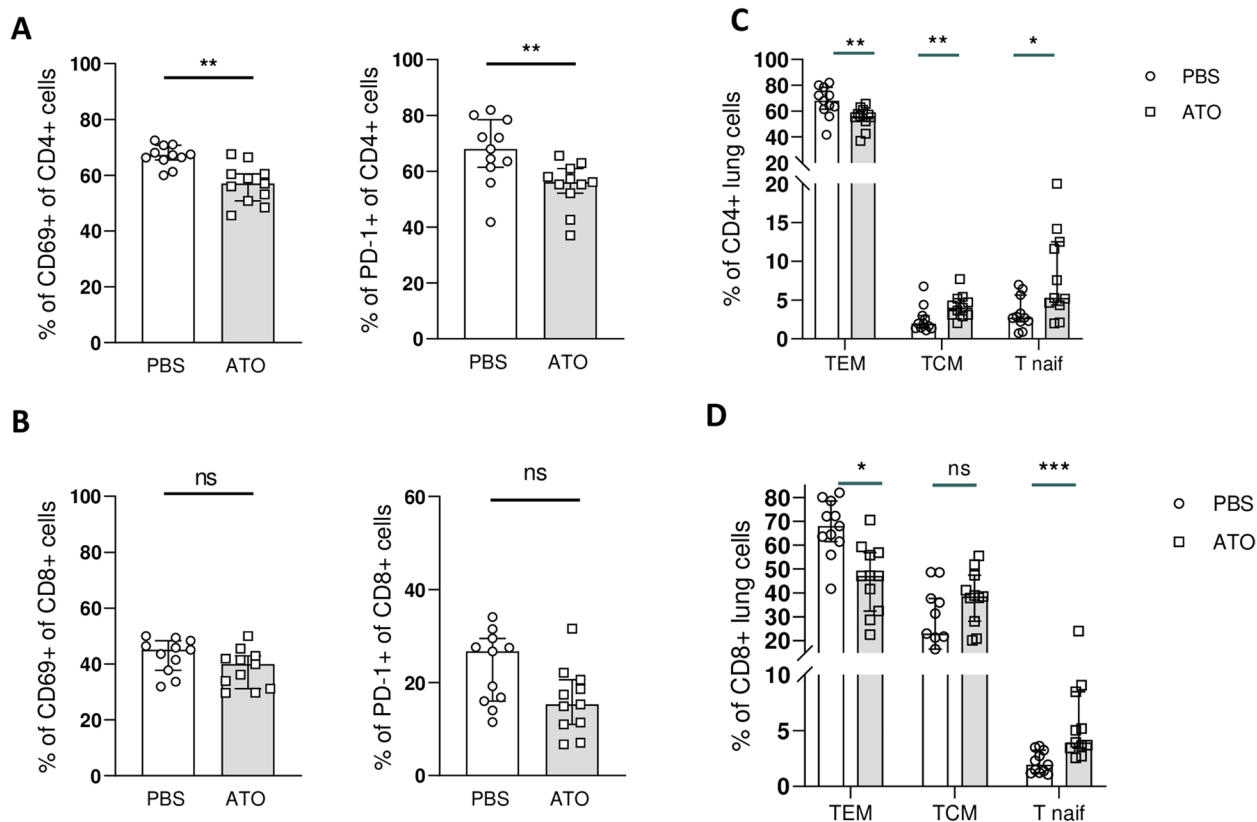 A
% of CD69+ of CD4+ cells
100
80
60
40
20
0
**
PBS
ATO
% of PD-1+ of CD4+ cells
100
80
60
40
20
0
**
PBS
ATO
C
% of CD4+ lung cells
100
80
60
40
20
20
15
10
5
0
**
**
*
TEM
TCM
T naif
PBS
ATO
B
% of CD69+ of CD8+ cells
100
80
60
40
20
0
ns
PBS
ATO
% of PD-1+ of CD8+ cells
60
40
20
0
ns
PBS
ATO
D
% of CD8+ lung cells
80
70
60
50
40
30
20
10
5
0
*
ns
***
TEM
TCM
T naif
PBS
ATO